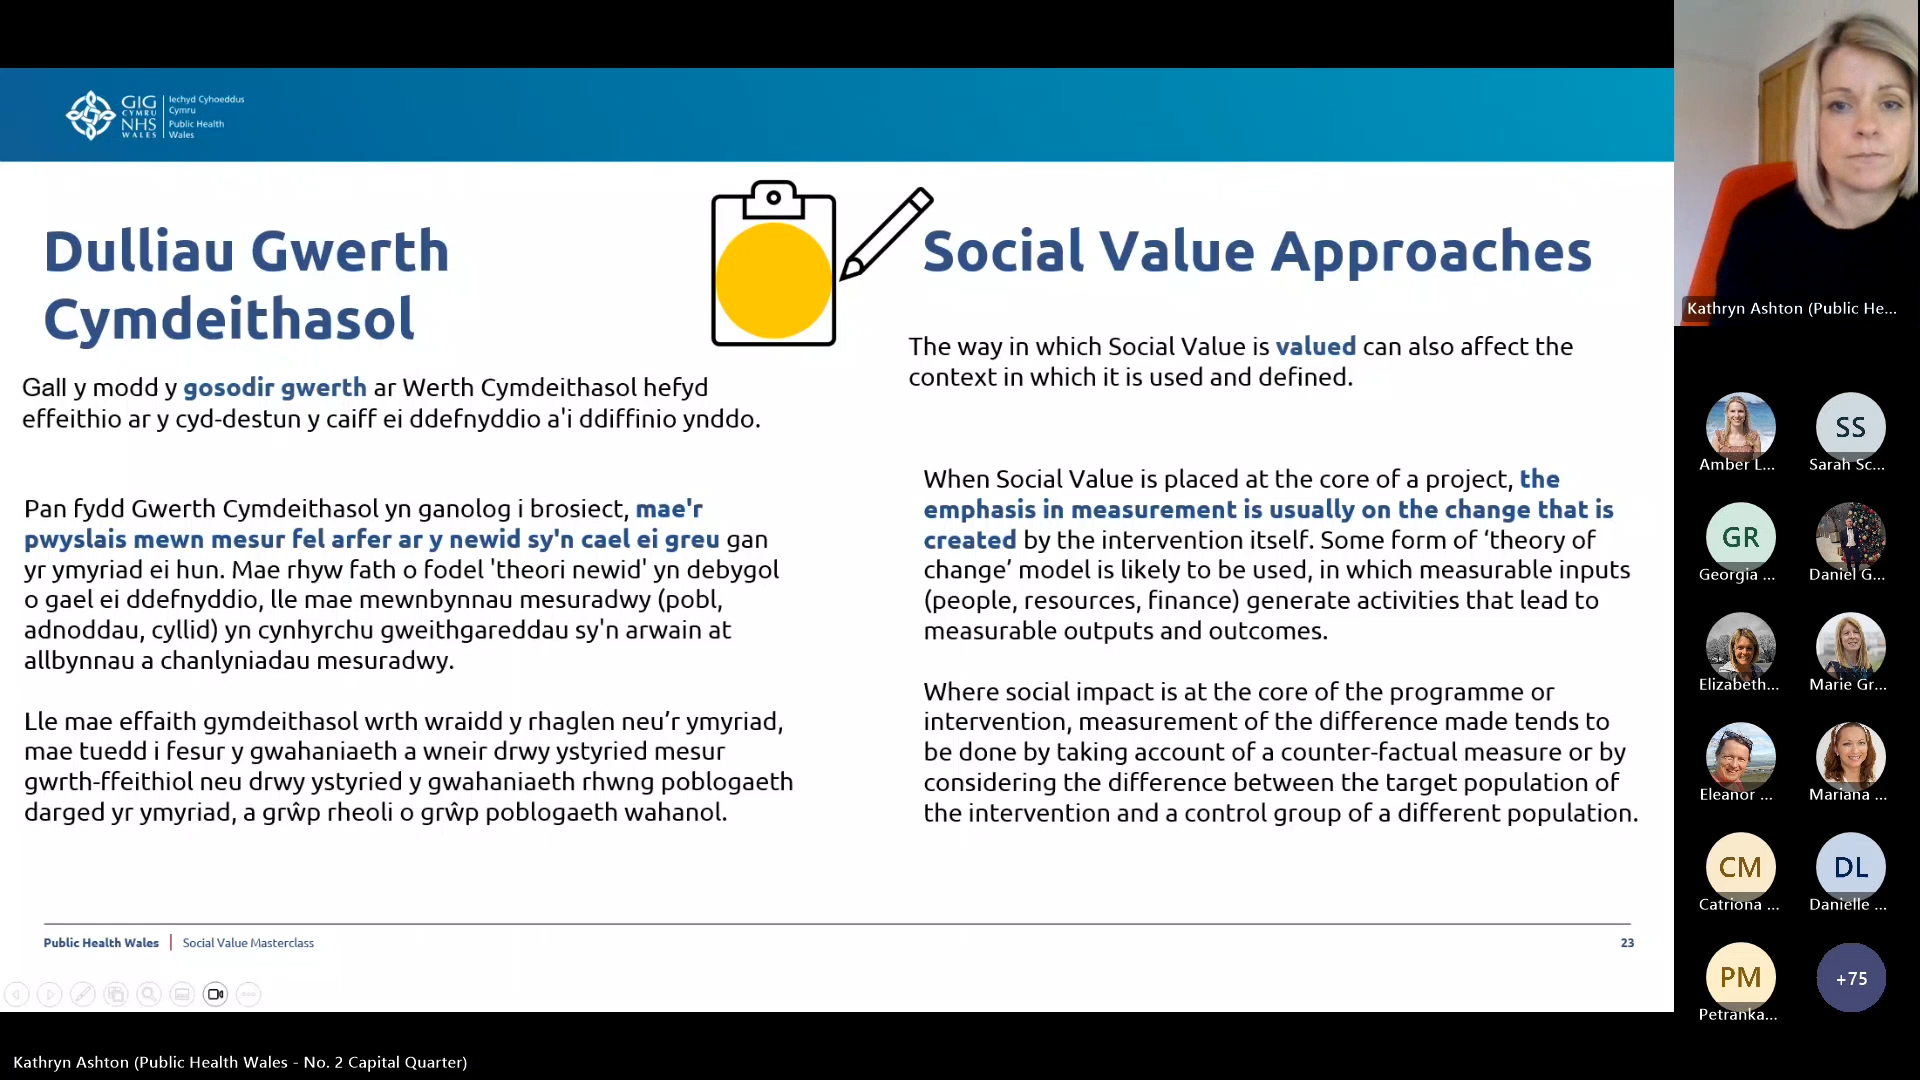 GIG
CYMRU
NHS
WALES
Iechyd Cyhoeddus
Cymru
Public Health
Wales
Dulliau Gwerth
Cymdeithasol
Gall y modd y gosodir gwerth ar Werth Cymdeithasol hefyd
effeithio ar y cyd-destun y caiff ei ddefnyddio a'i ddiffinio ynddo.
Pan fydd Gwerth Cymdeithasol yn ganolog i brosiect, mae'r
pwyslais mewn mesur fel arfer ar y newid sy'n cael ei greu gan
yr ymyriad ei hun. Mae rhyw fath o fodel 'theori newid' yn debygol
o gael ei ddefnyddio, lle mae mewnbynnau mesuradwy (pobl,
adnoddau, cyllid) yn cynhyrchu gweithgareddau sy'n arwain at
allbynnau a chanlyniadau mesuradwy.
Lle mae effaith gymdeithasol wrth wraidd y rhaglen neu’r ymyriad,
mae tuedd i fesur y gwahaniaeth a wneir drwy ystyried mesur
gwrth-ffeithiol neu drwy ystyried y gwahaniaeth rhwng poblogaeth
darged yr ymyriad, a grŵp rheoli o grŵp poblogaeth wahanol.
Social Value Approaches
The way in which Social Value is valued can also affect the
context in which it is used and defined.
When Social Value is placed at the core of a project, the
emphasis in measurement is usually on the change that is
created by the intervention itself. Some form of ‘theory of
change’ model is likely to be used, in which measurable inputs
(people, resources, finance) generate activities that lead to
measurable outputs and outcomes.
Where social impact is at the core of the programme or
intervention, measurement of the difference made tends to
be done by taking account of a counter-factual measure or by
considering the difference between the target population of
the intervention and a control group of a different population.
Public Health Wales | Social Value Masterclass
23
Kathryn Ashton (Public He...
Amber L...
SS
Sarah Sc...
GR
Georgia ...
Daniel G...
Elizabeth...
Marie Gr...
Eleanor ...
Mariana ...
CM
Catriona ...
DL
Danielle ...
PM
Petranka...
+75
Kathryn Ashton (Public Health Wales - No. 2 Capital Quarter)